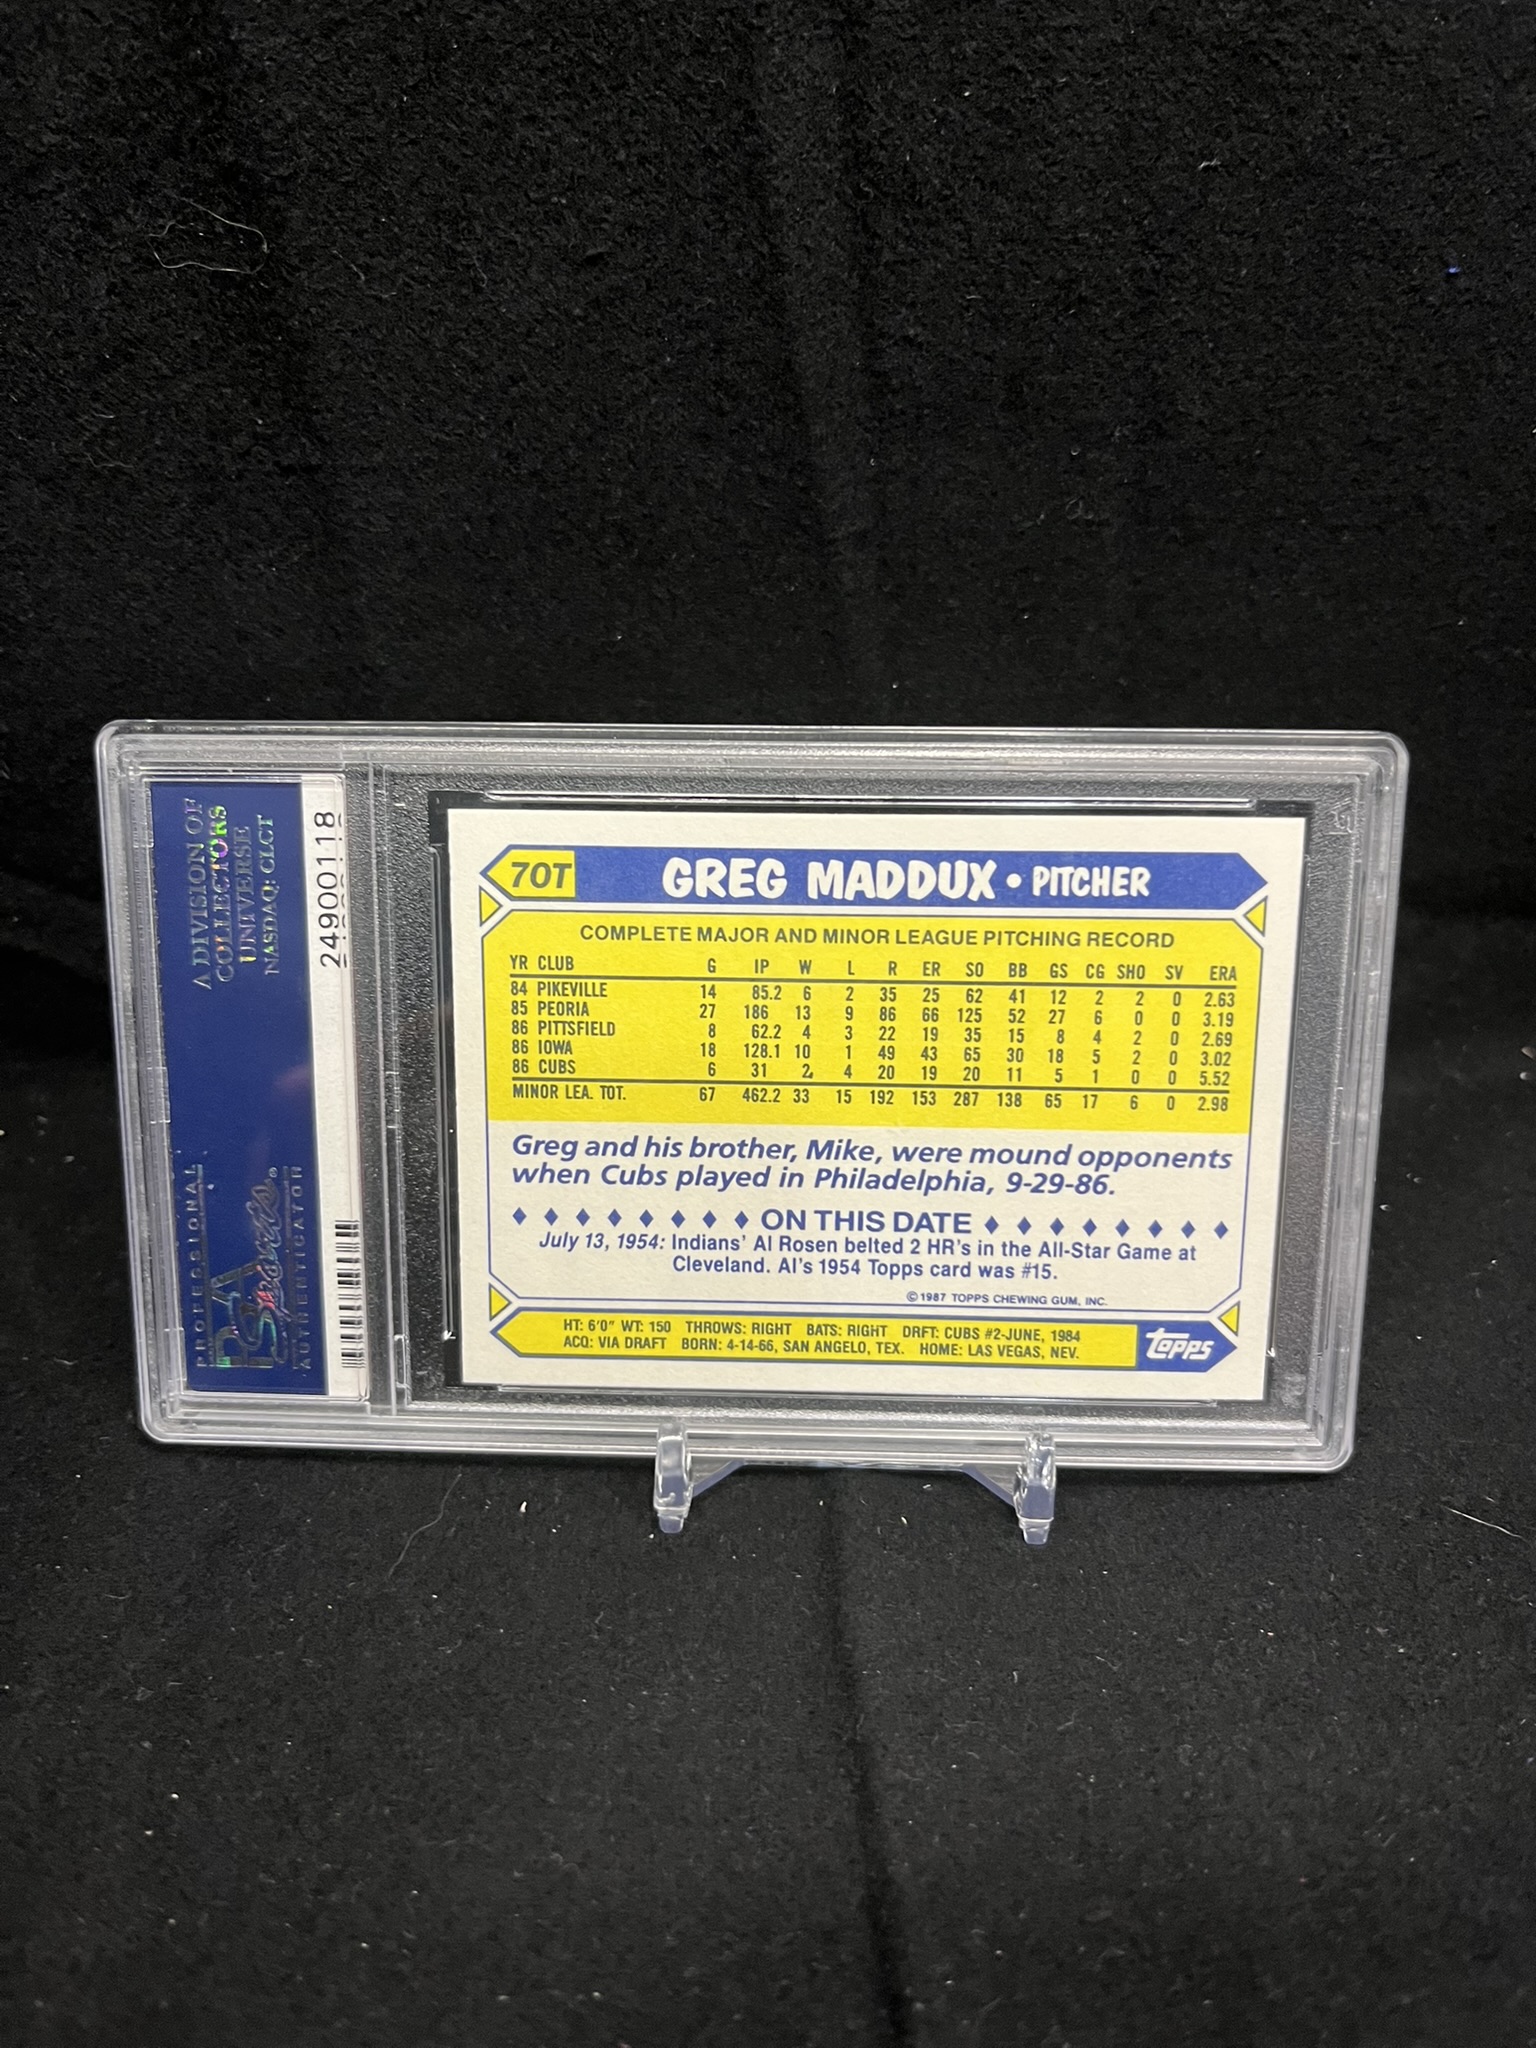 A DIVISION OF
COLLECTORS
UNIVERSE
NASDAQ: CLCT
24900118
PROFESSIONAL
PSA
Sports®
AUTHENTICATOR
70T GREG MADDUX • PITCHER
COMPLETE MAJOR AND MINOR LEAGUE PITCHING RECORD
YR CLUB G IP W L R ER SO BB GS CG SHO SV ERA
84 PIKEVILLE 14 85.2 6 2 35 25 62 41 12 2 2 0 2.63
85 PEORIA 27 186 13 9 86 66 125 52 27 6 0 0 3.19
86 PITTSFIELD 8 62.2 4 3 22 19 35 15 8 4 2 0 2.69
86 IOWA 18 128.1 10 1 49 43 65 30 18 5 2 0 3.02
86 CUBS 6 31 2 4 20 19 20 11 5 1 0 0 5.52
MINOR LEA. TOT. 67 462.2 33 15 192 153 287 138 65 17 6 0 2.98
Greg and his brother, Mike, were mound opponents
when Cubs played in Philadelphia, 9-29-86.
ON THIS DATE
July 13, 1954: Indians' Al Rosen belted 2 HR's in the All-Star Game at
Cleveland. Al's 1954 Topps card was #15.
©1987 TOPPS CHEWING GUM, INC.
HT: 6'0" WT: 150 THROWS: RIGHT BATS: RIGHT DRFT: CUBS #2-JUNE, 1984
ACQ: VIA DRAFT BORN: 4-14-66, SAN ANGELO, TEX. HOME: LAS VEGAS, NEV.
topps